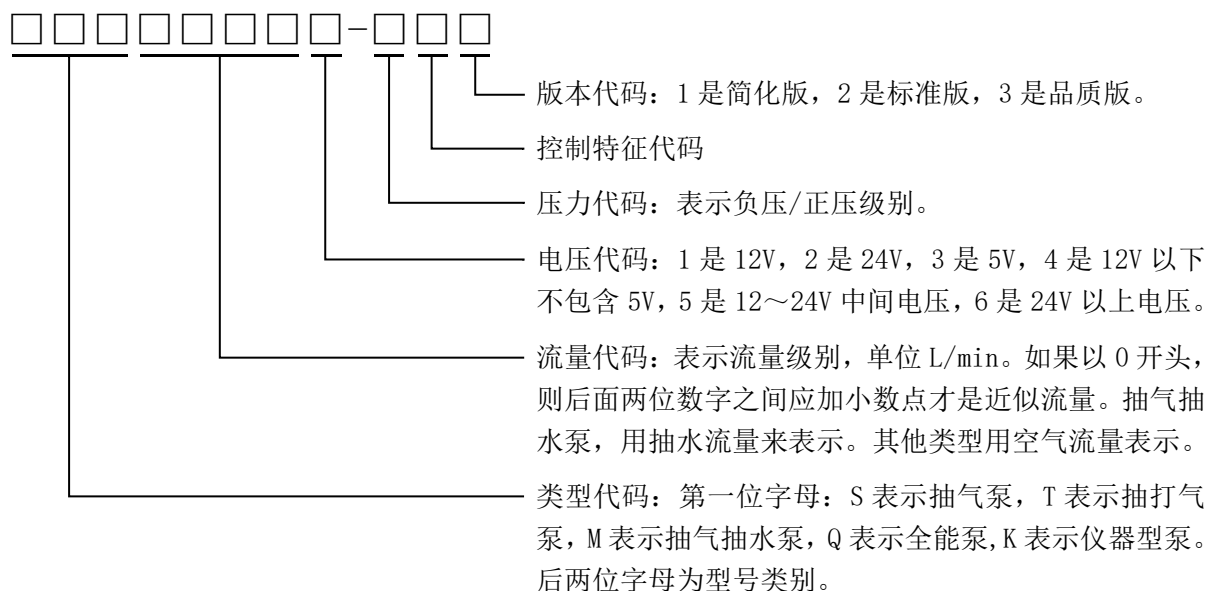 □□□□□□□□-□□□
版本代码：1 是简化版，2 是标准版，3 是品质版。
控制特征代码
压力代码：表示负压/正压级别。
电压代码：1 是 12V，2 是 24V，3 是 5V，4 是 12V 以下
不包含 5V，5 是 12～24V 中间电压，6 是 24V 以上电压。
流量代码：表示流量级别，单位 L/min。如果以 0 开头，
则后面两位数字之间应加小数点才是近似流量。抽气抽
水泵，用抽水流量来表示。其他类型用空气流量表示。
类型代码：第一位字母：S 表示抽气泵，T 表示抽打气
泵，M 表示抽气抽水泵，Q 表示全能泵,K 表示仪器型泵。
后两位字母为型号类别。